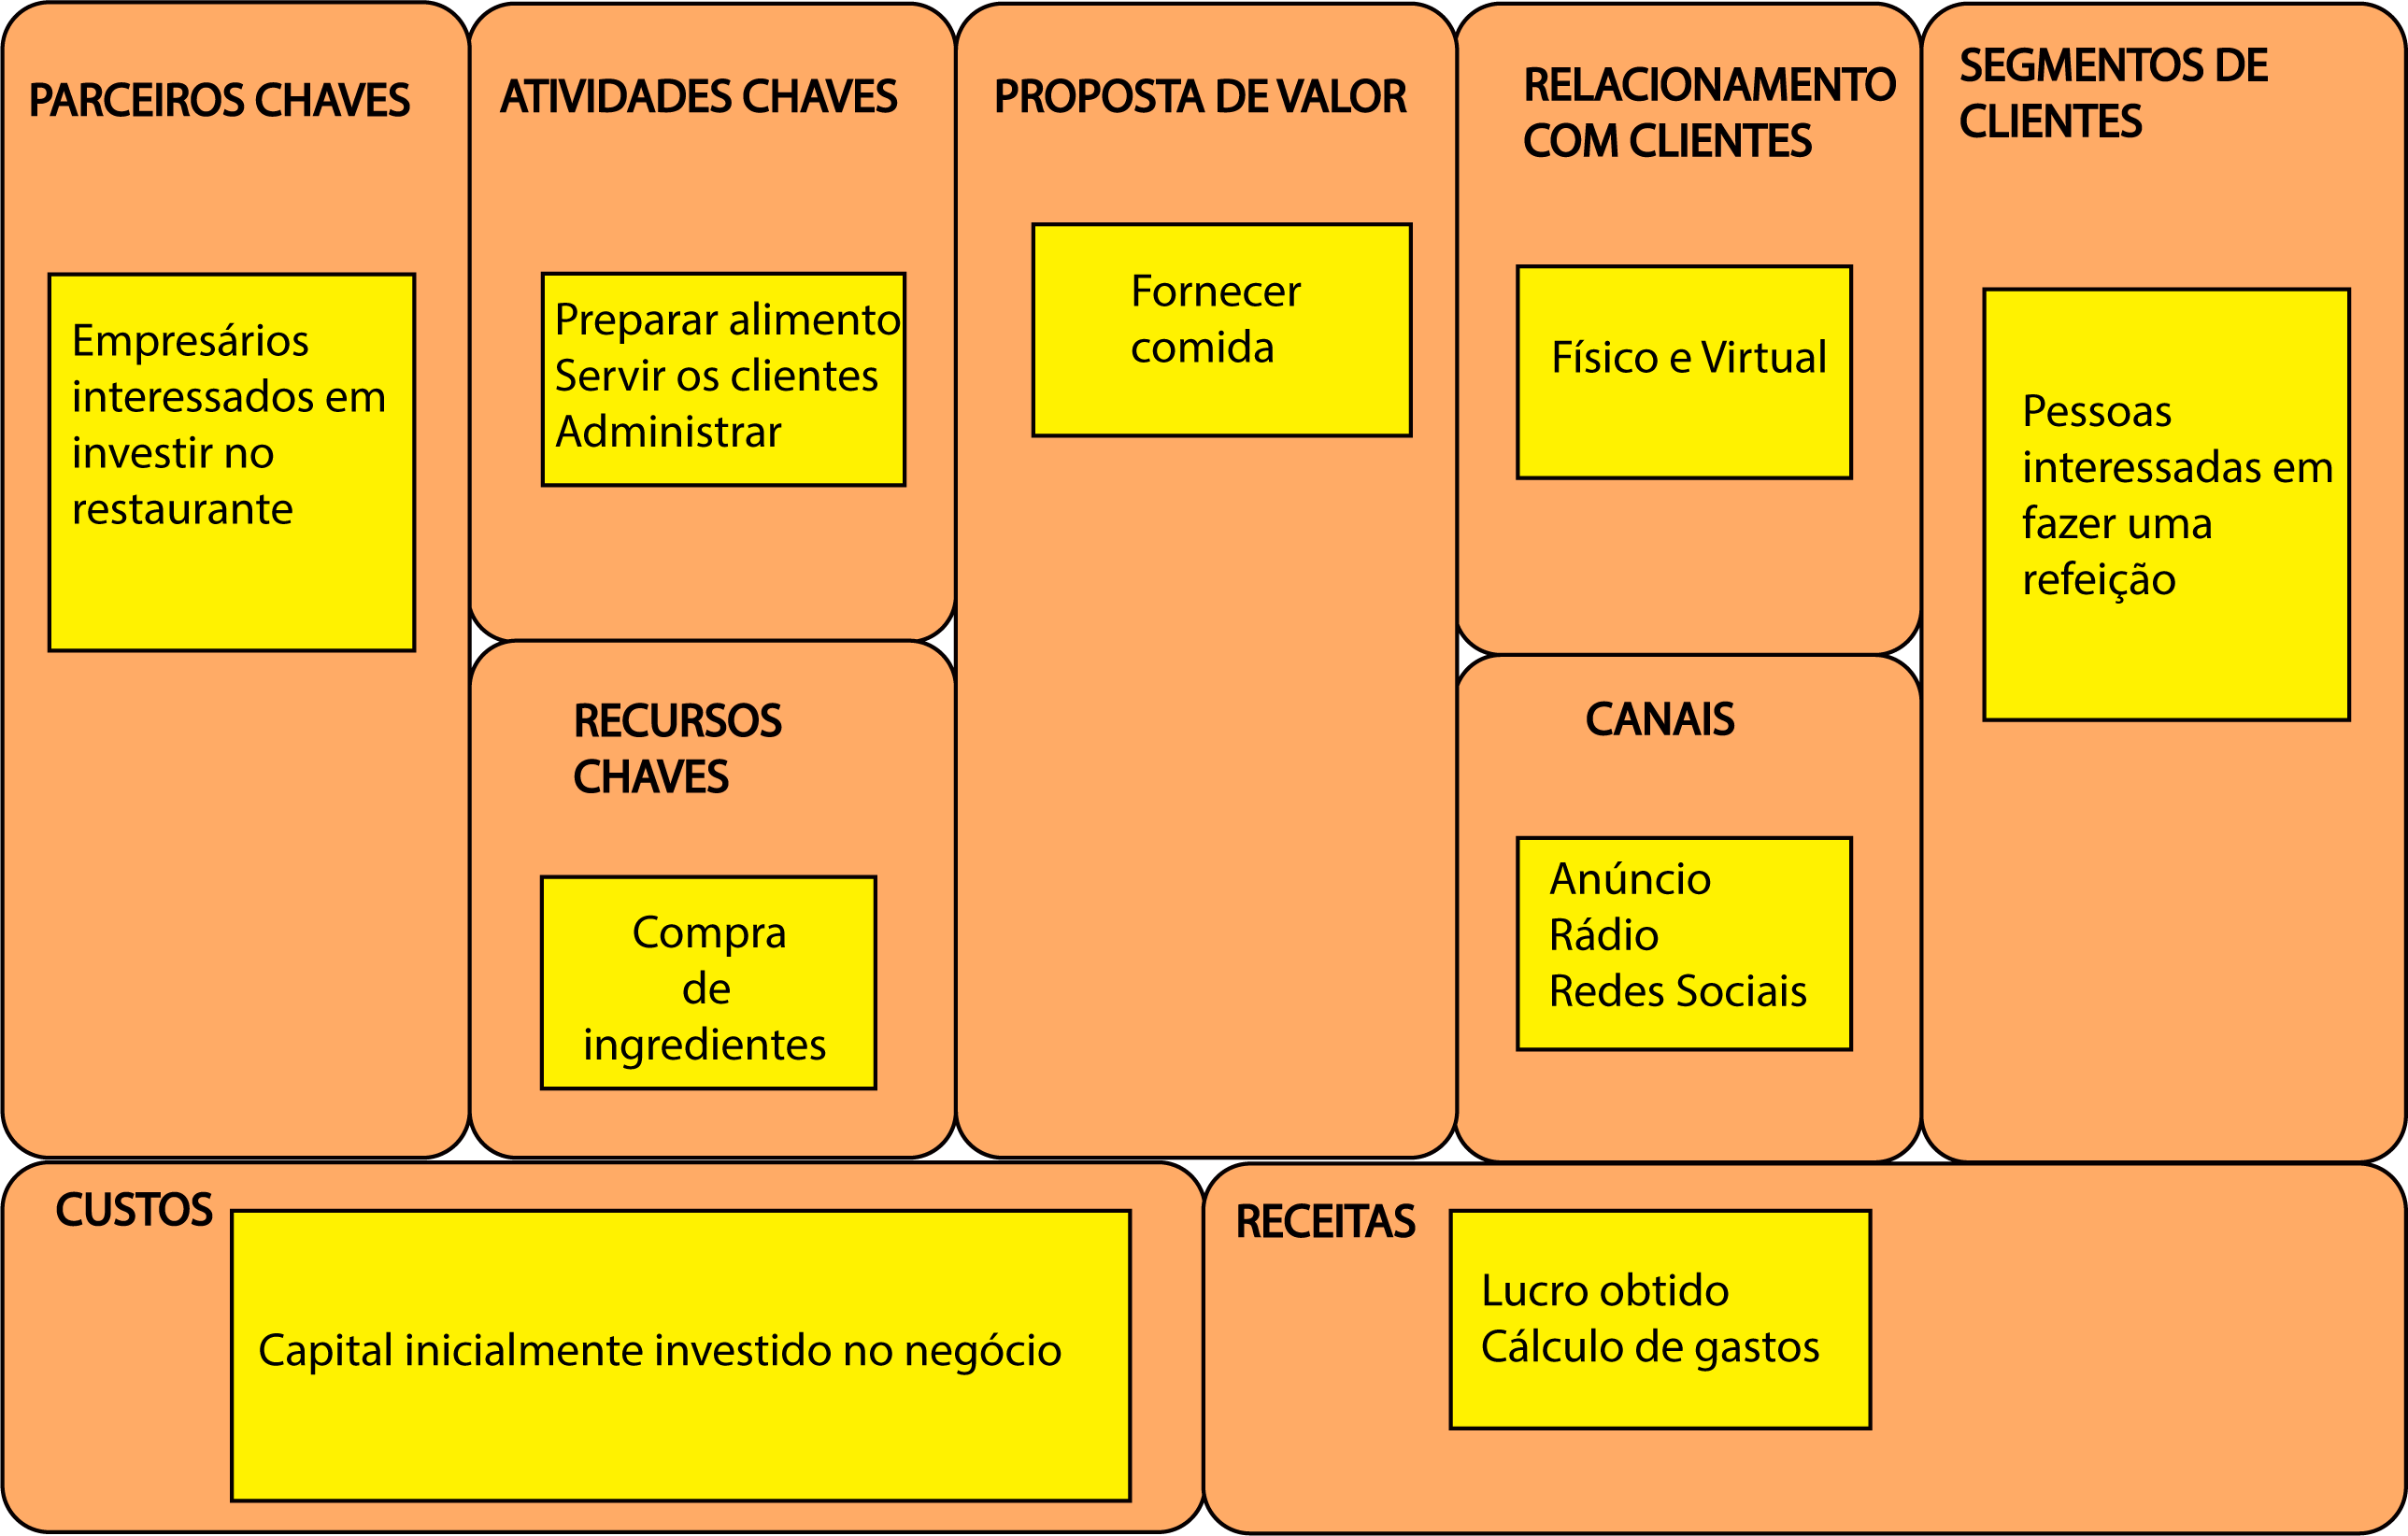 PARCEIROS CHAVES
Empresários
interessados em
investir no
restaurante
ATIVIDADES CHAVES
Preparar alimento
Servir os clientes
Administrar
RECURSOS
CHAVES
Compra
de
ingredientes
PROPOSTA DE VALOR
Fornecer
comida
RELACIONAMENTO
COM CLIENTES
Físico e Virtual
CANAIS
Anúncio
Rádio
Redes Sociais
SEGMENTOS DE
CLIENTES
Pessoas
interessadas em
fazer uma
refeição
CUSTOS
Capital inicialmente investido no negócio
RECEITAS
Lucro obtido
Cálculo de gastos